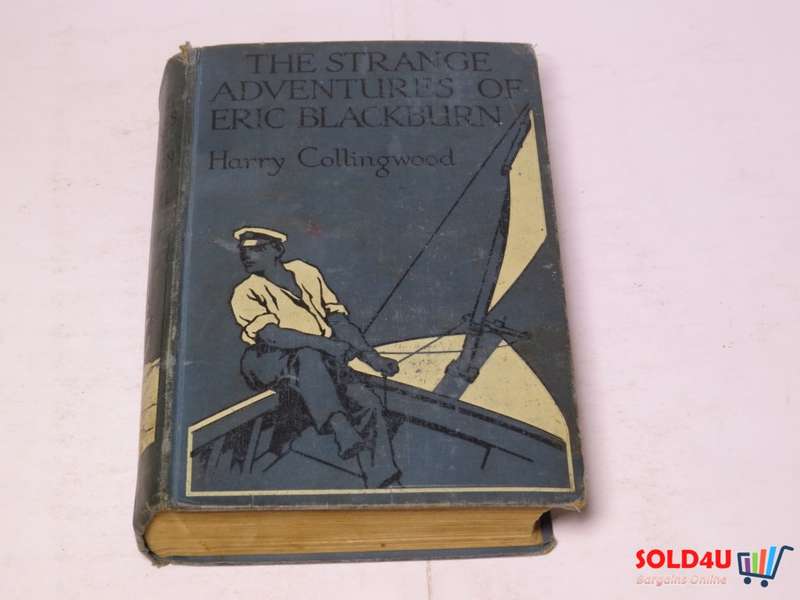 THE STRANGE
ADVENTURES OF
ERIC BLACKBURN
Harry Collingwood
SOLD4U
Bargains Online